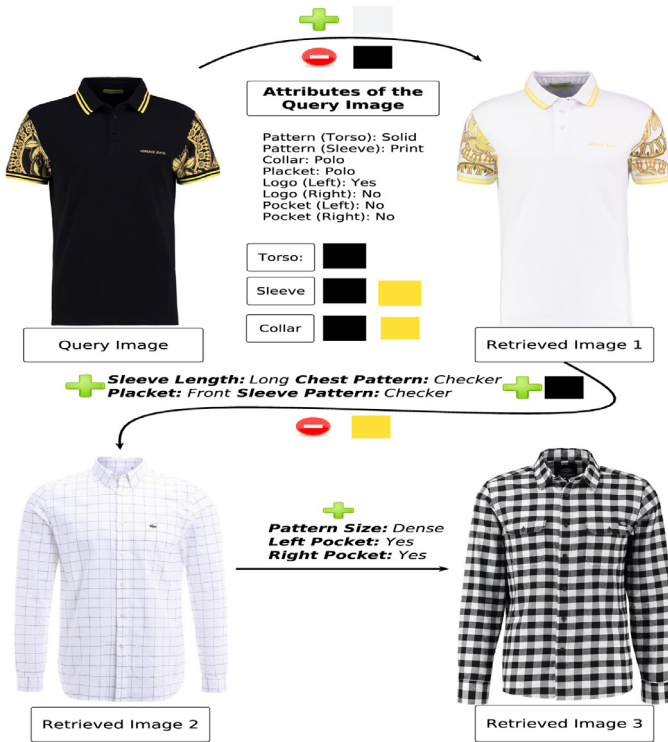 Attributes of the
Query Image
Pattern (Torso): Solid
Pattern (Sleeve): Print
Collar: Polo
Placket: Polo
Logo (Left): Yes
Logo (Right): No
Pocket (Left): No
Pocket (Right): No
Torso:
Sleeve
Collar
Query Image
Retrieved Image 1
Sleeve Length: Long Chest Pattern: Checker
Placket: Front Sleeve Pattern: Checker
Pattern Size: Dense
Left Pocket: Yes
Right Pocket: Yes
Retrieved Image 2
Retrieved Image 3